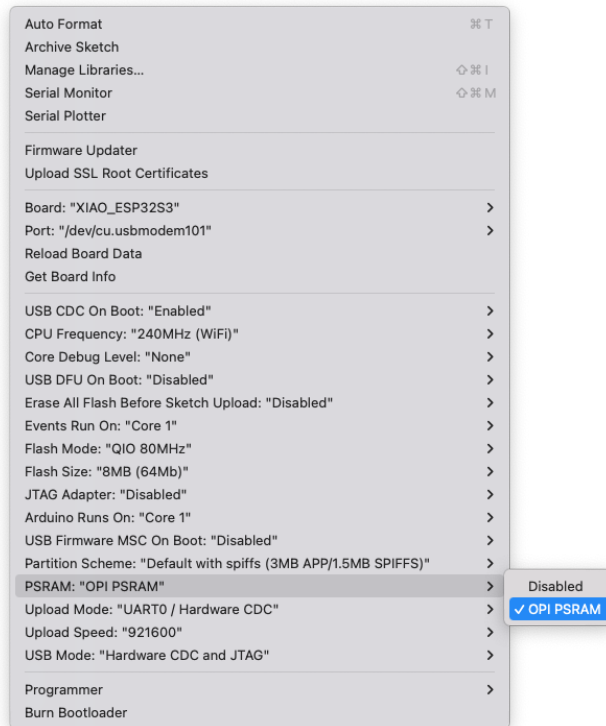 Auto Format ⌘ T
Archive Sketch
Manage Libraries... ⇧ ⌘ I
Serial Monitor ⇧ ⌘ M
Serial Plotter
Firmware Updater
Upload SSL Root Certificates
Board: "XIAO_ESP32S3"
Port: "/dev/cu.usbmodem101"
Reload Board Data
Get Board Info
USB CDC On Boot: "Enabled"
CPU Frequency: "240MHz (WiFi)"
Core Debug Level: "None"
USB DFU On Boot: "Disabled"
Erase All Flash Before Sketch Upload: "Disabled"
Events Run On: "Core 1"
Flash Mode: "QIO 80MHz"
Flash Size: "8MB (64Mb)"
JTAG Adapter: "Disabled"
Arduino Runs On: "Core 1"
USB Firmware MSC On Boot: "Disabled"
Partition Scheme: "Default with spiffs (3MB APP/1.5MB SPIFFS)"
PSRAM: "OPI PSRAM"
Disabled
✓ OPI PSRAM
Upload Mode: "UART0 / Hardware CDC"
Upload Speed: "921600"
USB Mode: "Hardware CDC and JTAG"
Programmer
Burn Bootloader